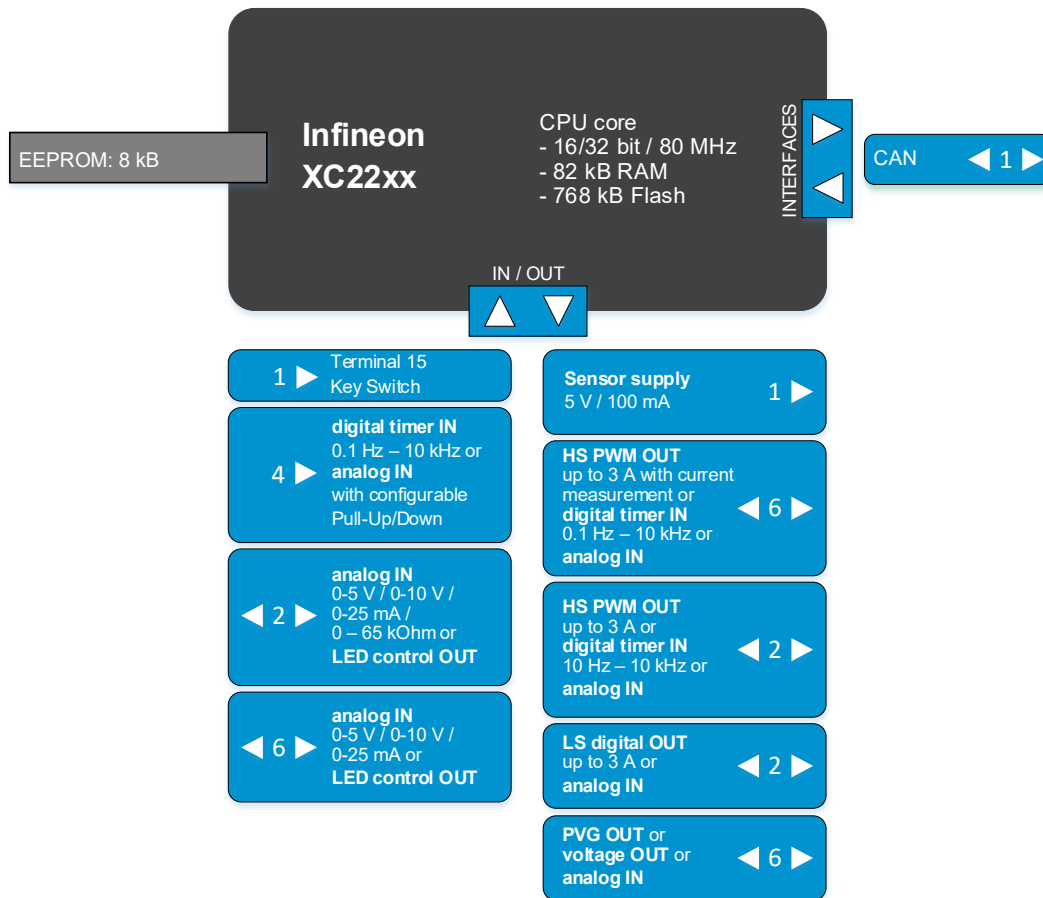 Infineon
XC22xx
CPU core
- 16/32 bit / 80 MHz
- 82 kB RAM
- 768 kB Flash
INTERFACES
EEPROM: 8 kB
CAN
1
IN / OUT
1
Terminal 15
Key Switch
4
digital timer IN
0.1 Hz – 10 kHz or
analog IN
with configurable
Pull-Up/Down
2
analog IN
0-5 V / 0-10 V /
0-25 mA /
0 – 65 kOhm or
LED control OUT
6
analog IN
0-5 V / 0-10 V /
0-25 mA or
LED control OUT
Sensor supply
5 V / 100 mA
1
HS PWM OUT
up to 3 A with current
measurement or
digital timer IN
0.1 Hz – 10 kHz or
analog IN
6
HS PWM OUT
up to 3 A or
digital timer IN
10 Hz – 10 kHz or
analog IN
2
LS digital OUT
up to 3 A or
analog IN
2
PVG OUT or
voltage OUT or
analog IN
6